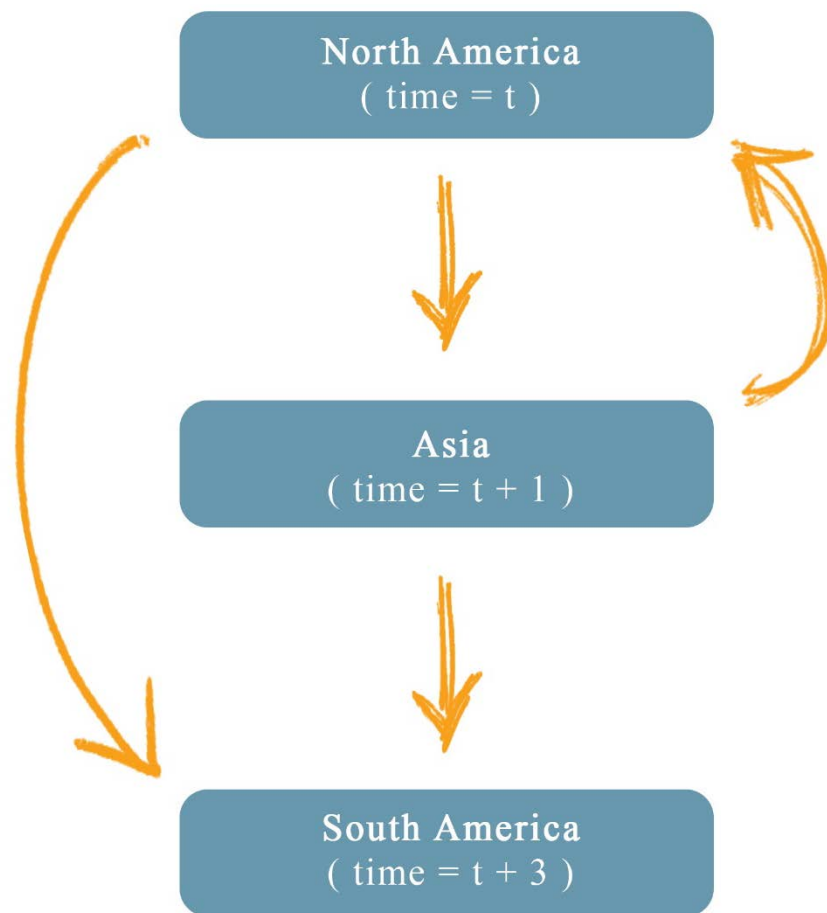 North America
( time = t )
Asia
( time = t + 1 )
South America
( time = t + 3 )